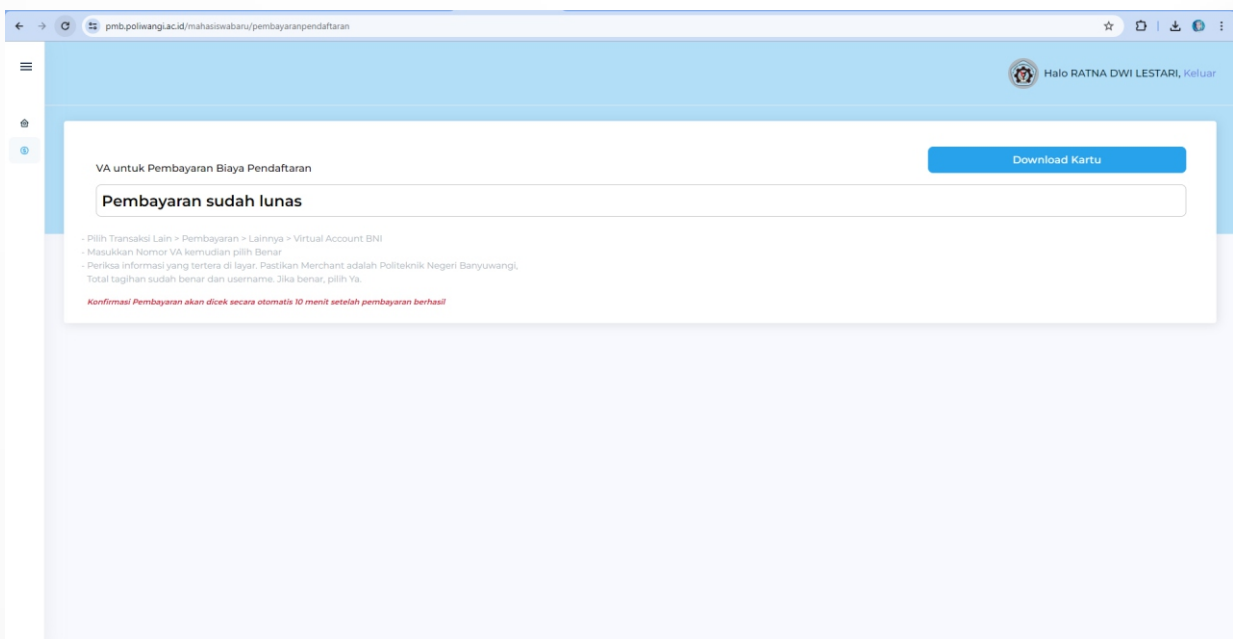 pmb.poliwangi.ac.id/mahasiswabaru/pembayaranpendaftaran
Halo RATNA DWI LESTARI, Keluar
Download Kartu
VA untuk Pembayaran Biaya Pendaftaran
Pembayaran sudah lunas
- Pilih Transaksi Lain > Pembayaran > Lainnya > Virtual Account BNI
- Masukkan Nomor VA kemudian pilih Benar
- Periksa informasi yang tertera di layar. Pastikan Merchant adalah Politeknik Negeri Banyuwangi,
Total tagihan sudah benar dan username. Jika benar, pilih Ya.
Konfirmasi Pembayaran akan dicek secara otomatis 10 menit setelah pembayaran berhasil